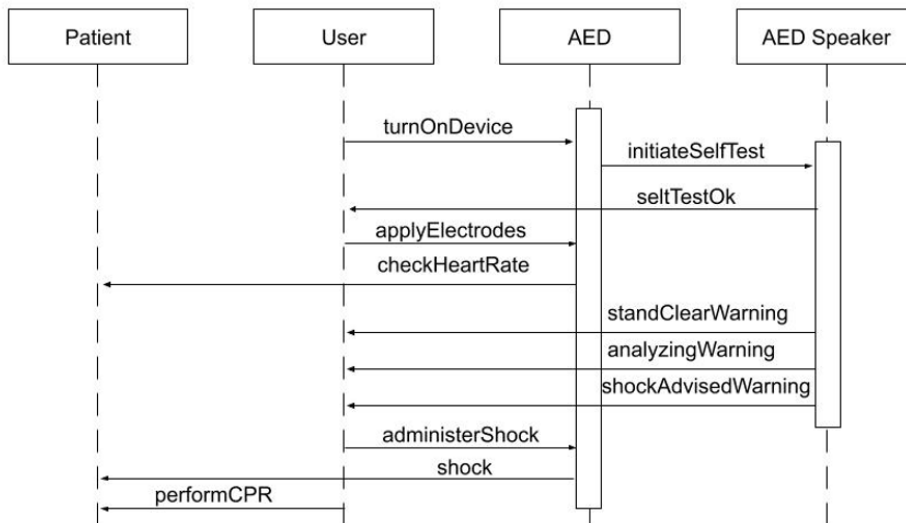 Patient
User
AED
AED Speaker
turnOnDevice
initiateSelfTest
seltTestOk
applyElectrodes
checkHeartRate
standClearWarning
analyzingWarning
shockAdvisedWarning
administerShock
shock
performCPR